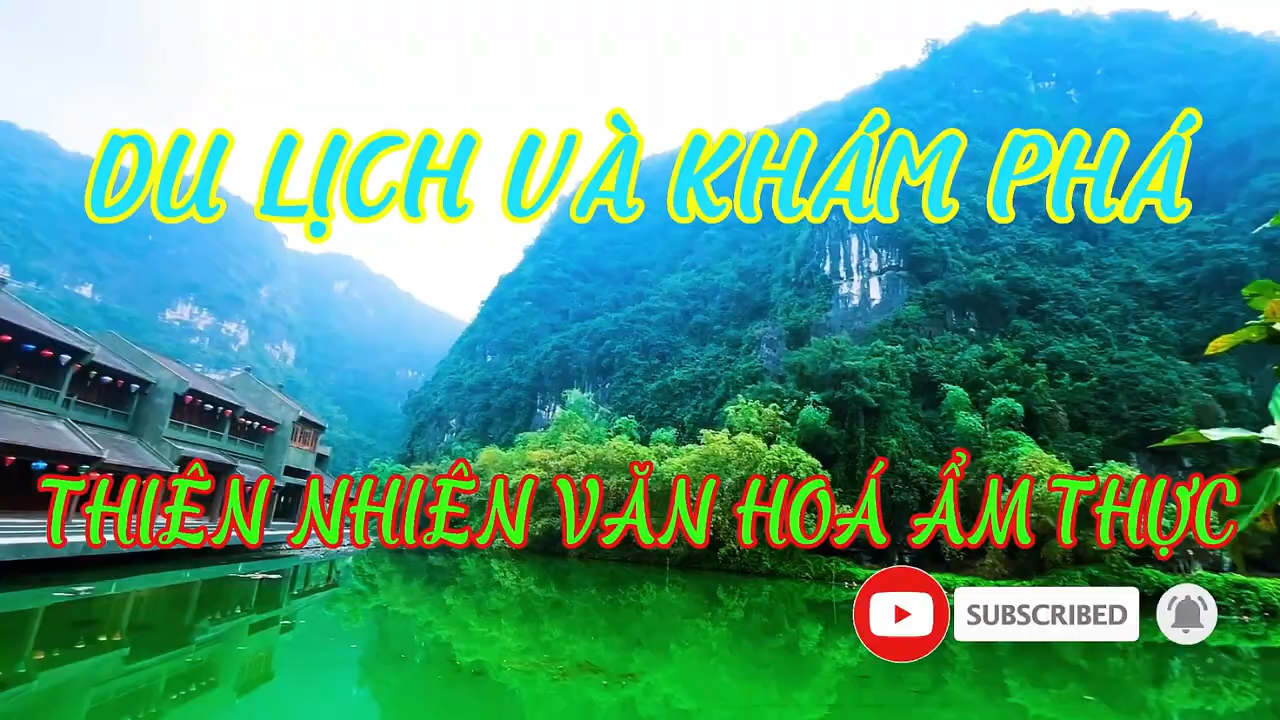 DU LỊCH VÀ KHÁM PHÁ
THIÊN NHIÊN VĂN HOÁ ẨM THỰC
SUBSCRIBED